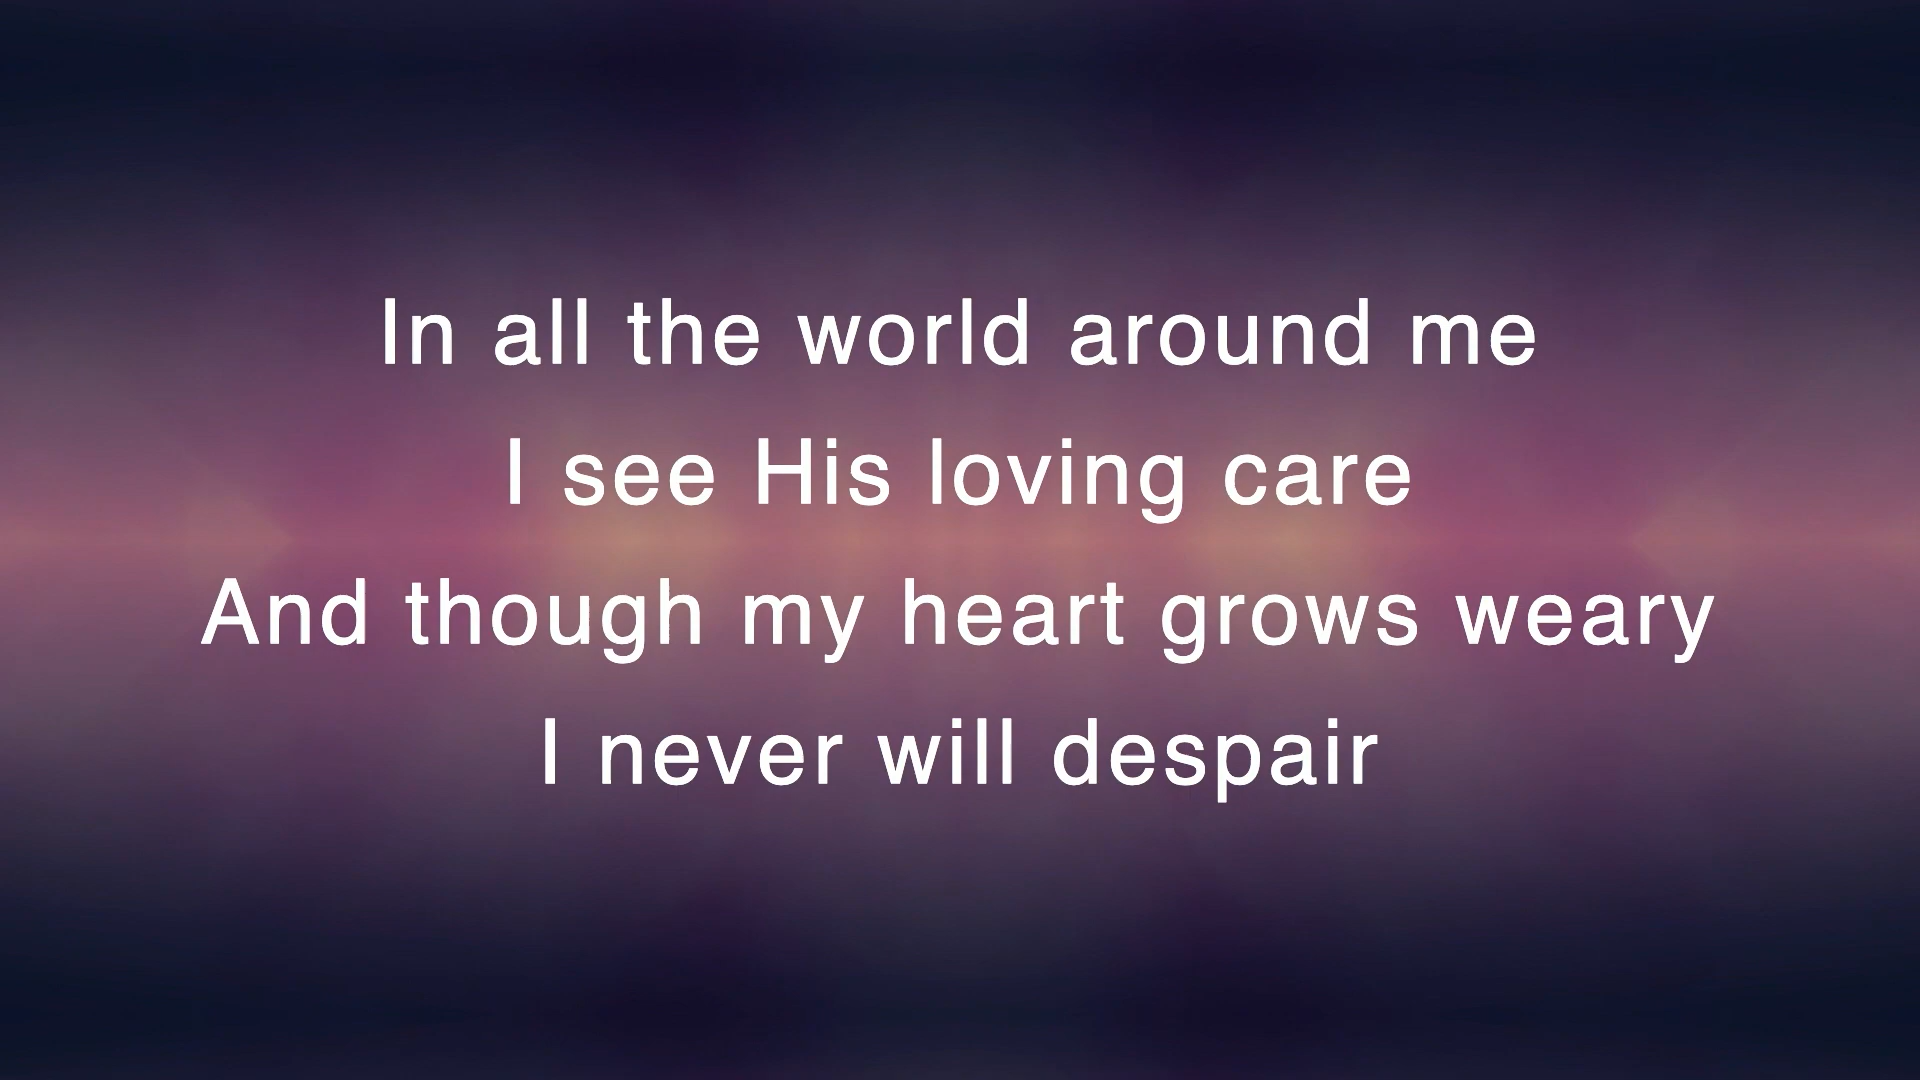 In all the world around me
I see His loving care
And though my heart grows weary
I never will despair